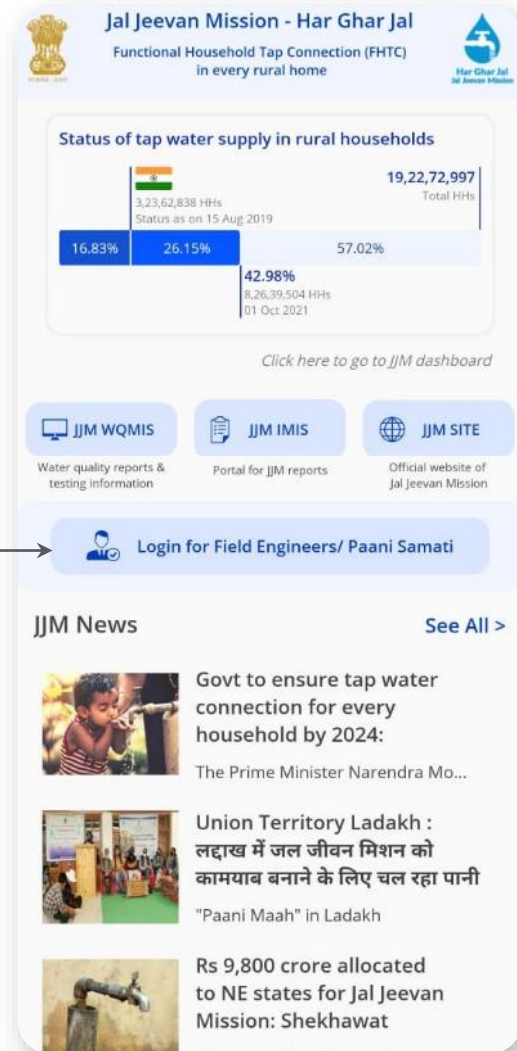 Jal Jeevan Mission - Har Ghar Jal
Functional Household Tap Connection (FHTC)
in every rural home
Har Ghar Jal
Jal Jeevan Mission
Status of tap water supply in rural households
3,23,62,838 HHs
Status as on 15 Aug 2019
19,22,72,997
Total HHs
16.83%
26.15%
57.02%
42.98%
8,26,39,504 HHs
01 Oct 2021
Click here to go to JJM dashboard
JJM WQMIS
Water quality reports &
testing information
JJM IMIS
Portal for JJM reports
JJM SITE
Official website of
Jal Jeevan Mission
Login for Field Engineers/ Paani Samati
JJM News
See All >
Govt to ensure tap water
connection for every
household by 2024:
The Prime Minister Narendra Mo...
Union Territory Ladakh :
लद्दाख में जल जीवन मिशन को
कामयाब बनाने के लिए चल रहा पानी
"Paani Maah" in Ladakh
Rs 9,800 crore allocated
to NE states for Jal Jeevan
Mission: Shekhawat